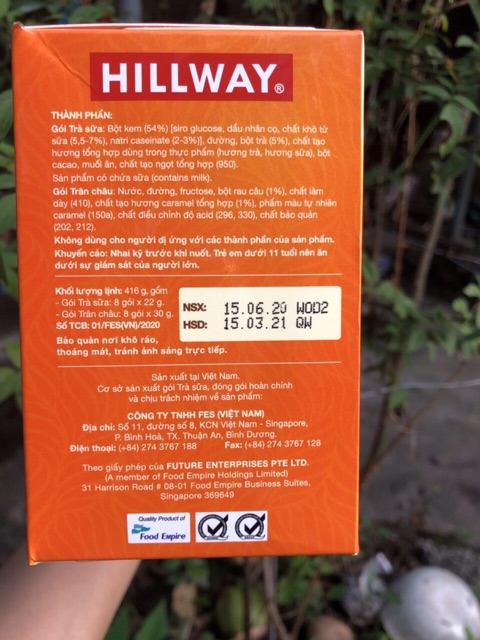 HILLWAY®
THÀNH PHẦN:
Gói Trà sữa: Bột kem (54%) [siro glucose, dầu nhân cọ, chất khô từ
sữa (5,5-7%), natri caseinate (2-3%)], đường, bột trà (5%), chất tạo
hương tổng hợp dùng trong thực phẩm (hương trà, hương sữa), bột
cacao, muối ăn, chất tạo ngọt tổng hợp (950).
Sản phẩm có chứa sữa (contains milk).
Gói Trân châu: Nước, đường, fructose, bột rau câu (1%), chất làm
dày (410), chất tạo hương caramel tổng hợp (1%), phẩm màu tự nhiên
caramel (150a), chất điều chỉnh độ acid (296, 330), chất bảo quản
(202, 212).
Không dùng cho người dị ứng với các thành phần của sản phẩm.
Khuyến cáo: Nhai kỹ trước khi nuốt. Trẻ em dưới 11 tuổi nên ăn
dưới sự giám sát của người lớn.
Khối lượng tịnh: 416 g, gồm
- Gói Trà sữa: 8 gói x 22 g.
- Gói Trân châu: 8 gói x 30 g.
Số TCB: 01/FES(VN)/2020
NSX: 15.06.20 WOD2
HSD: 15.03.21 QW
Bảo quản nơi khô ráo,
thoáng mát, tránh ánh sáng trực tiếp.
Sản xuất tại Việt Nam.
Cơ sở sản xuất gói Trà sữa, đóng gói hoàn chỉnh
và chịu trách nhiệm về sản phẩm:
CÔNG TY TNHH FES (VIỆT NAM)
Địa chỉ: Số 11, đường số 8, KCN Việt Nam - Singapore,
P. Bình Hoà, TX. Thuận An, Bình Dương.
Điện thoại: (+84) 274 3767 188 Fax: (+84) 274 3767 128
Theo giấy phép của FUTURE ENTERPRISES PTE LTD.
(A member of Food Empire Holdings Limited)
31 Harrison Road # 08-01 Food Empire Business Suites,
Singapore 369649
Quality Product of
Food Empire